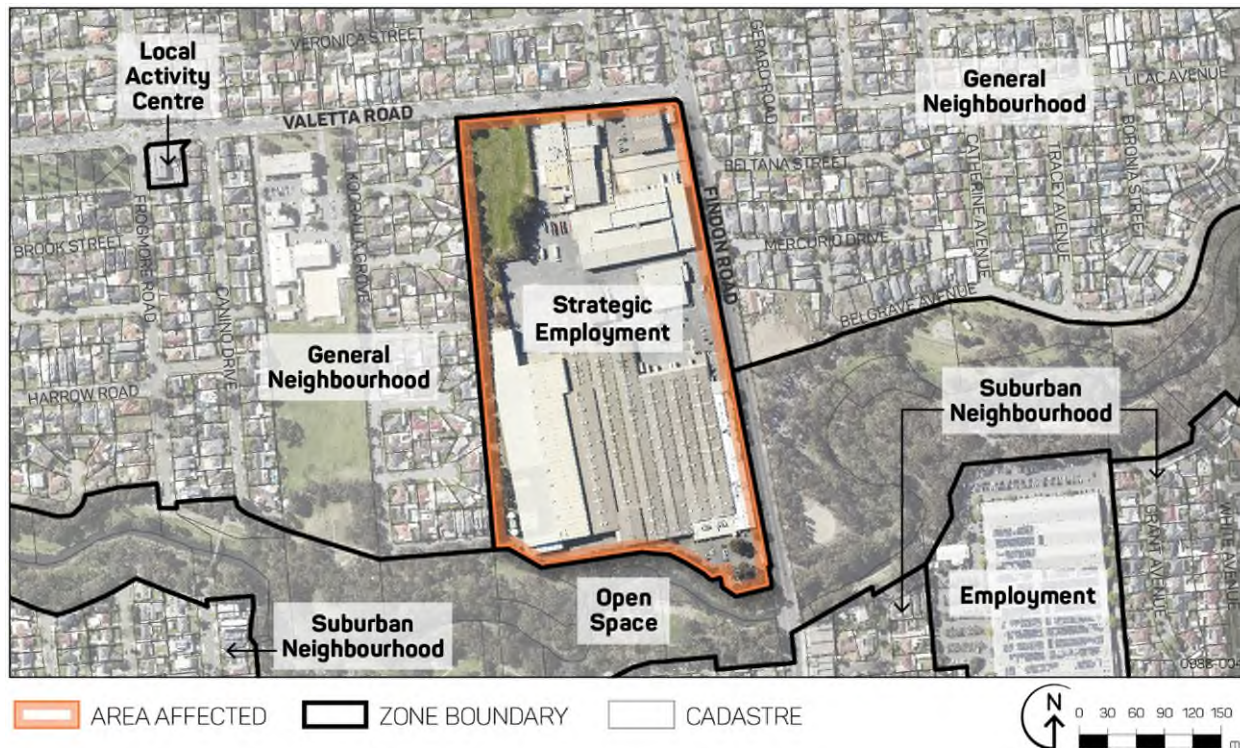 VERONICA STREET
Local
Activity
Centre
VALETTA ROAD
GERARD ROAD
General
Neighbourhood
LILAC AVENUE
BELTANA STREET
CATHERINE AVENUE
TRACEY AVENUE
BORONIA STREET
BROOK STREET
FROGMORE ROAD
CANINO DRIVE
KOORALLA GROVE
FINDON ROAD
MERCURIO DRIVE
BELGRAVE AVENUE
Strategic
Employment
General
Neighbourhood
HARROW ROAD
Suburban
Neighbourhood
GRANT AVENUE
WHITE AVENUE
Open
Space
Employment
Suburban
Neighbourhood
0988-004
AREA AFFECTED
ZONE BOUNDARY
CADASTRE
N
0 30 60 90 120 150
m